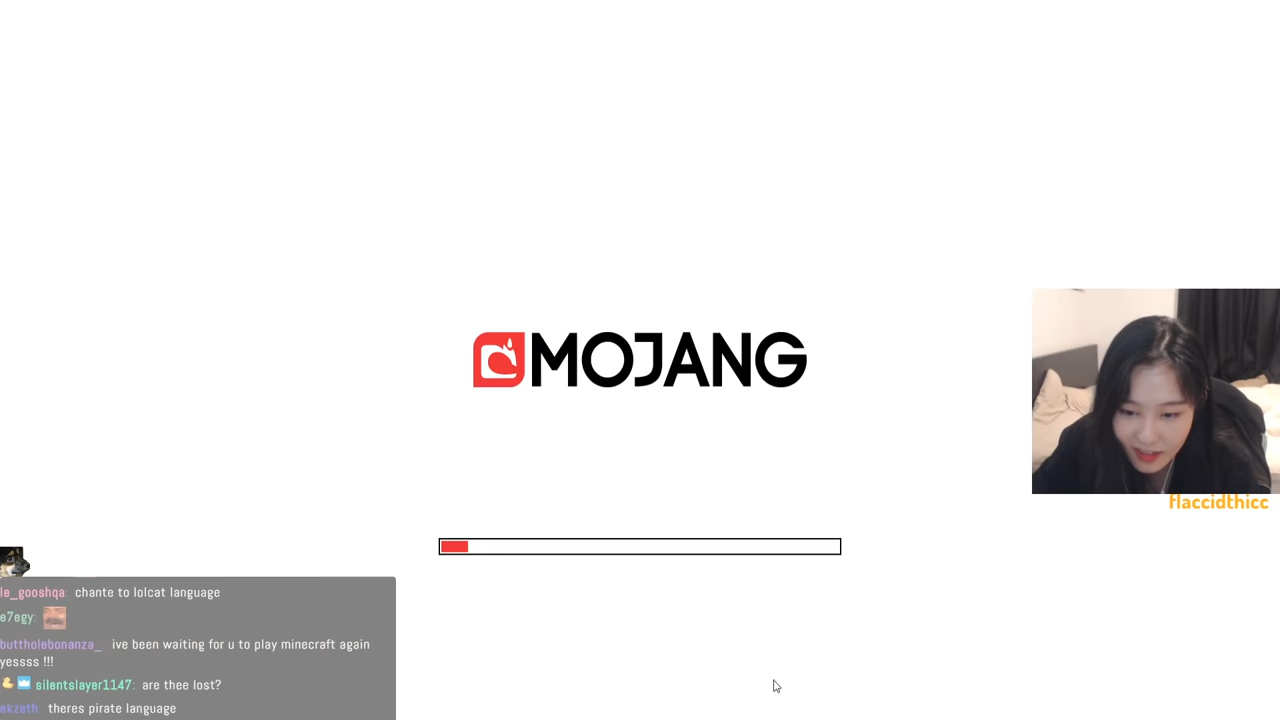 MOJANG
flaccidthicc
le_gooshqa: chante to lolcat language
e7egy:
buttholebonanza_: ive been waiting for u to play minecraft again
yessss !!!
silentslayer1147: are thee lost?
ekzeth: theres pirate language